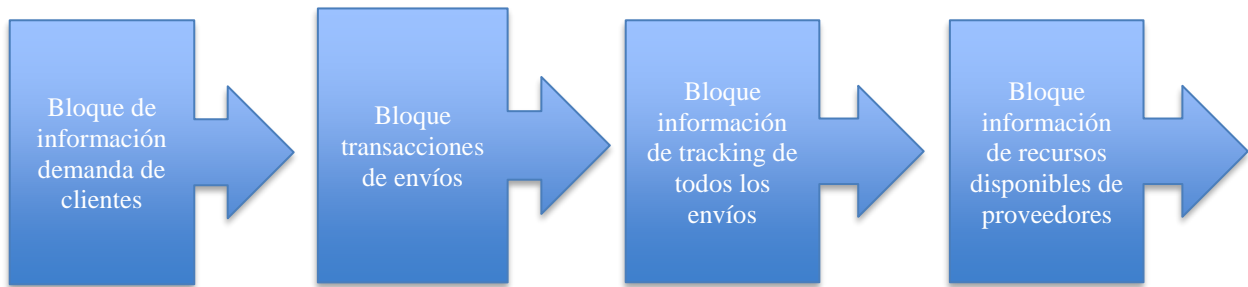 Bloque de
información
demanda de
clientes
Bloque
transacciones
de envíos
Bloque
información
de tracking de
todos los
envíos
Bloque
información
de recursos
disponibles de
proveedores